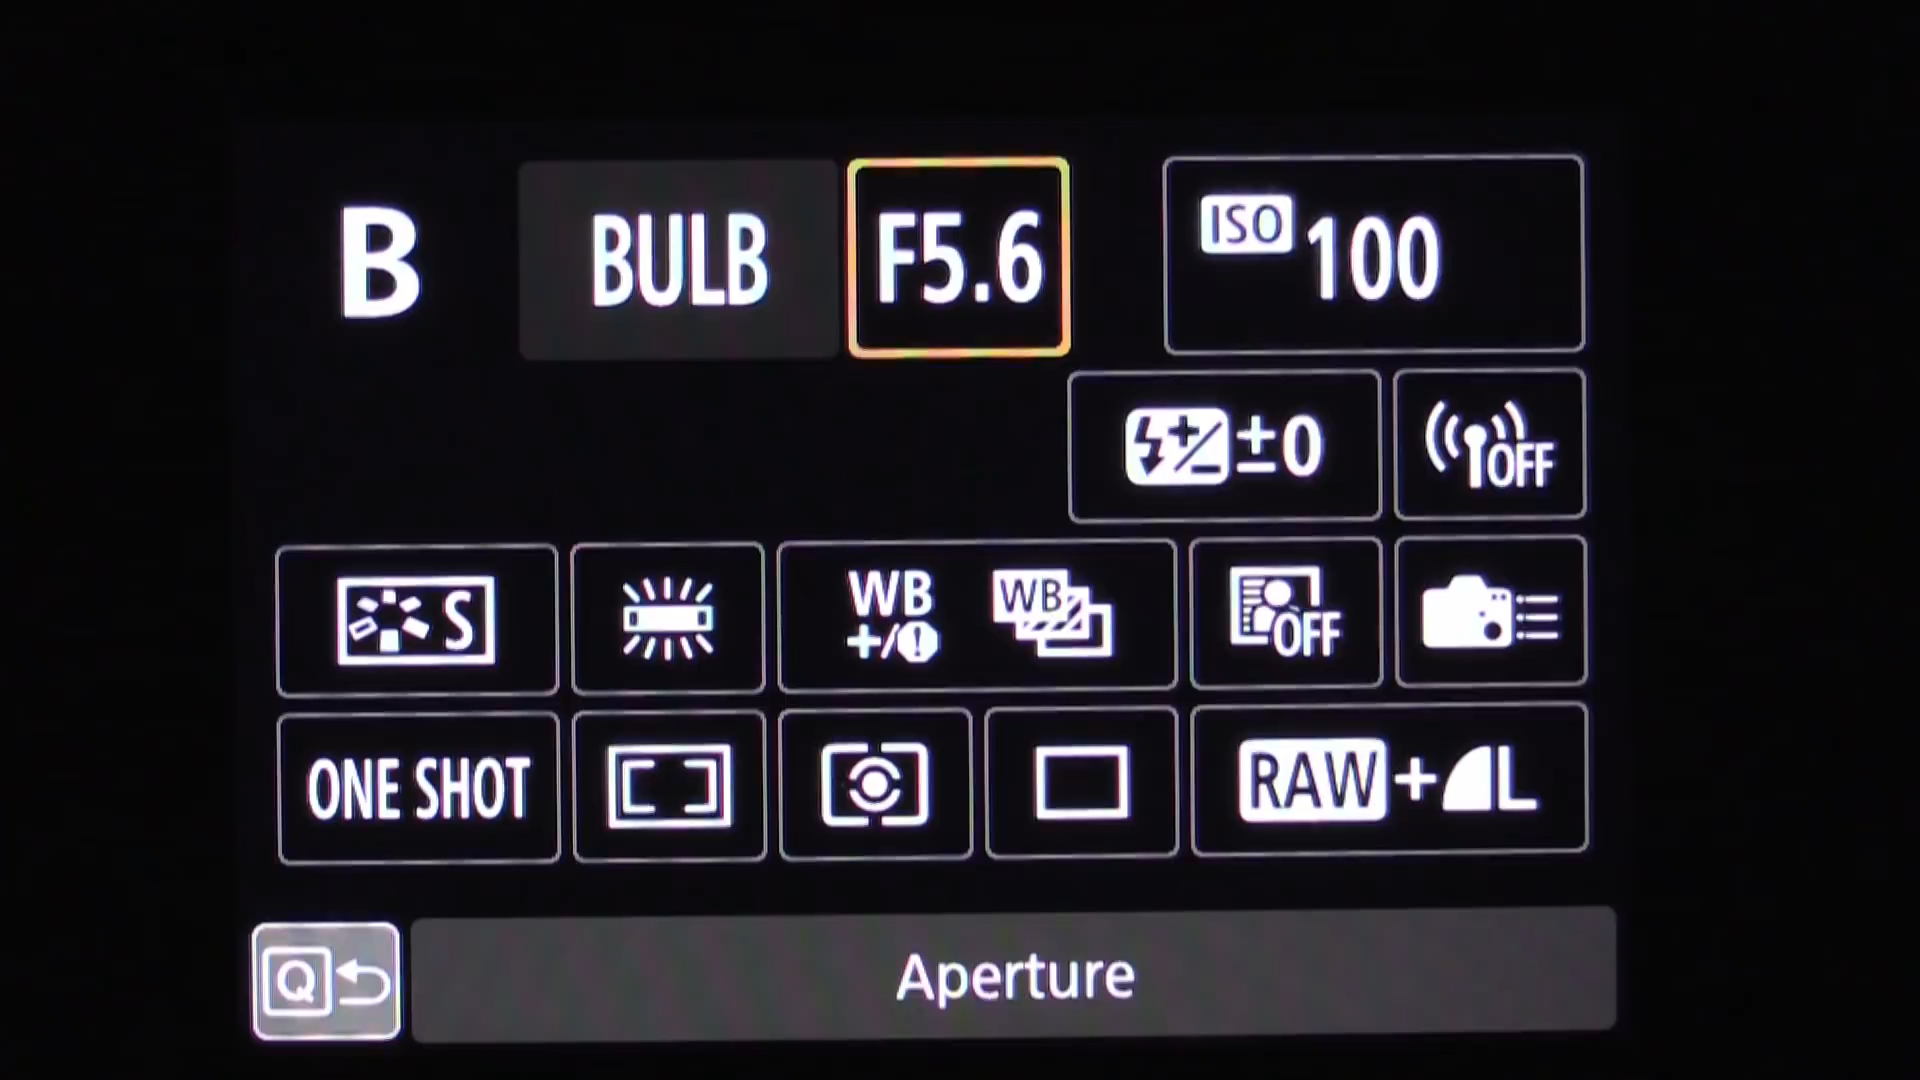 B BULB F5.6 ISO 100
±0 OFF
S WB +/- WB OFF
ONE SHOT RAW+L
Q Aperture